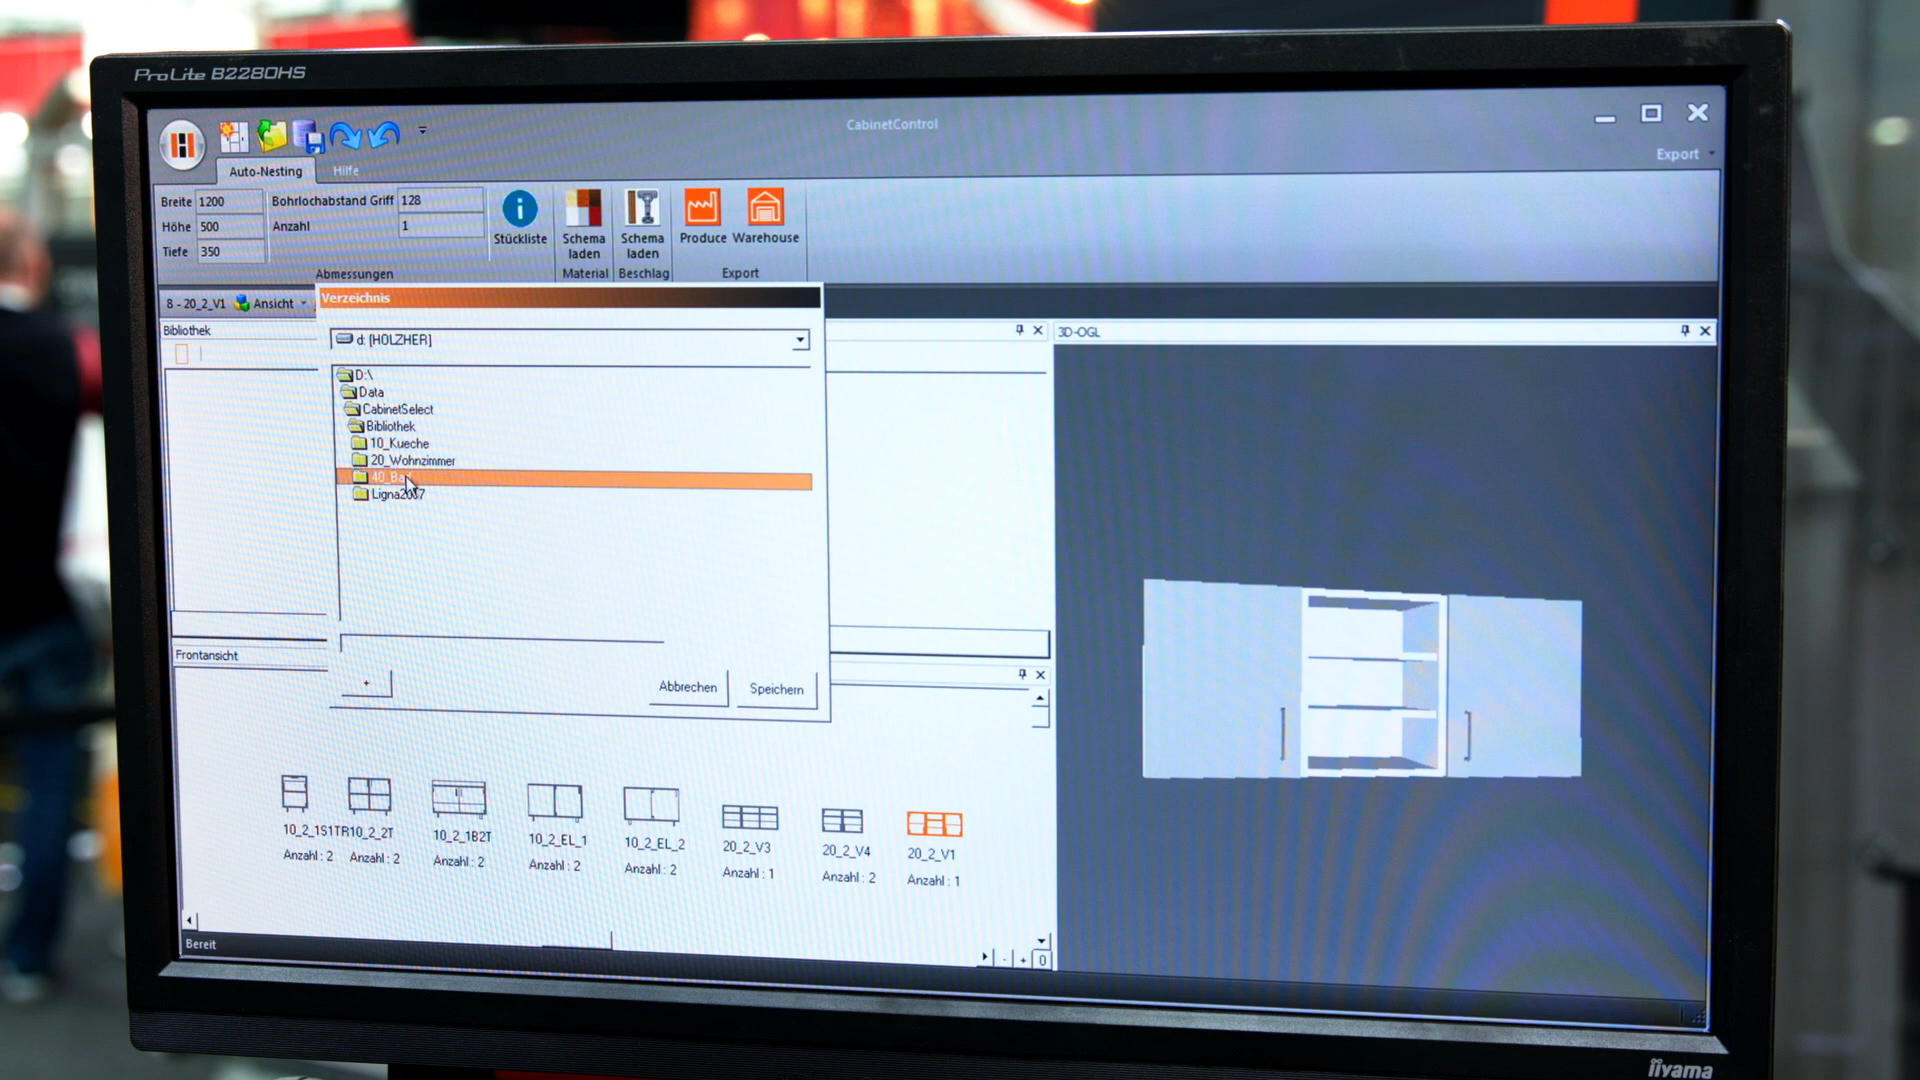 ProLite B2280HS
CabinetControl
Export
Auto-Nesting
Hilfe
Breite 1200
Bohrlochabstand Griff 128
Höhe 500
Anzahl 1
Tiefe 350
Abmessungen
Stückliste
Schema laden
Material
Schema laden
Beschlag
Produce
Warehouse
Export
8 - 20_2_V1
Ansicht
Verzeichnis
Bibliothek
3D-OGL
d: [HOLZHER]
D:\
Data
CabinetSelect
Bibliothek
10_Kueche
20_Wohnzimmer
40_Bad
Ligna2007
+
Abbrechen
Speichern
Frontansicht
10_2_1S1TR
10_2_2T
10_2_1B2T
10_2_EL_1
10_2_EL_2
20_2_V3
20_2_V4
20_2_V1
Anzahl : 2
Anzahl : 2
Anzahl : 2
Anzahl : 2
Anzahl : 2
Anzahl : 1
Anzahl : 2
Anzahl : 1
Bereit
- + 0
iiyama